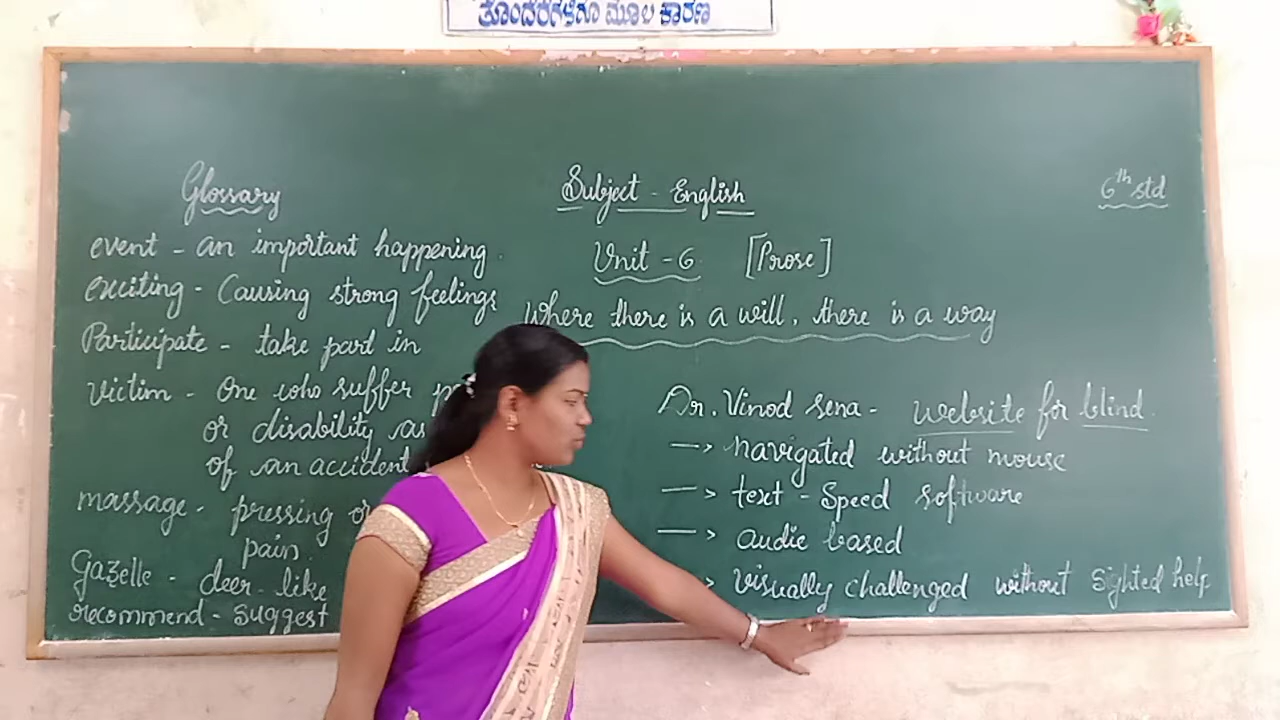 ತೊಂದರೆಗಳಿಗೂ ಮೂಲ ಕಾರಣ
Glossary
event - an important happening
exciting - Causing strong feelings
Participate - take part in
Victim - One who suffer
or disability as
of an accident
massage - pressing or
pain.
Gazelle - deer-like
recommend - suggest
Subject - English
6th std
Unit - 6 [Prose]
Where there is a will, there is a way
Dr. Vinod sena - website for blind
navigated without mouse
text - Speed software
audie based
visually challenged without sighted help